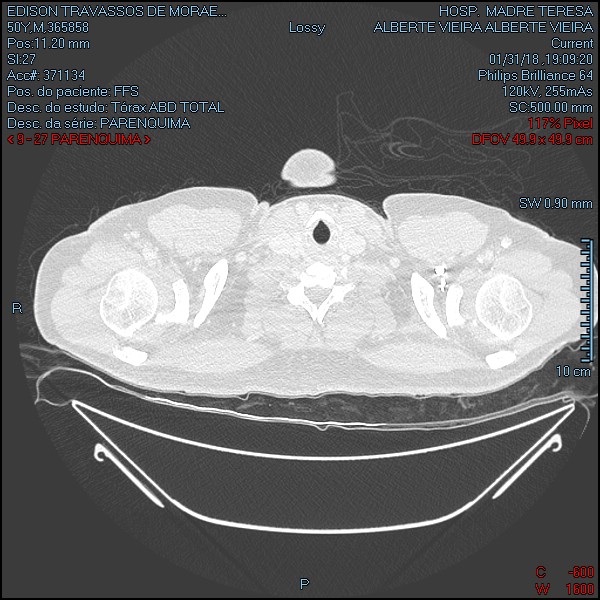 EDISON TRAVASSOS DE MORAE...
50Y,M,365858
Pos:11.20 mm
Sl:27
Acc#: 371134
Pos. do paciente: FFS
Desc. do estudo: Tórax ABD TOTAL
Desc. da série: PARENQUIMA
< 9 - 27 PARENQUIMA >
Lossy
HOSP. MADRE TERESA
ALBERTE VIEIRA ALBERTE VIEIRA
Current
01/31/18 ,19:09:20
Philips Brilliance 64
120kV, 255mAs
SC:500.00 mm
117% Pixel
DFOV 49.9 x 49.9 cm
SW 0.90 mm
R
10 cm
P
C -600
W 1600